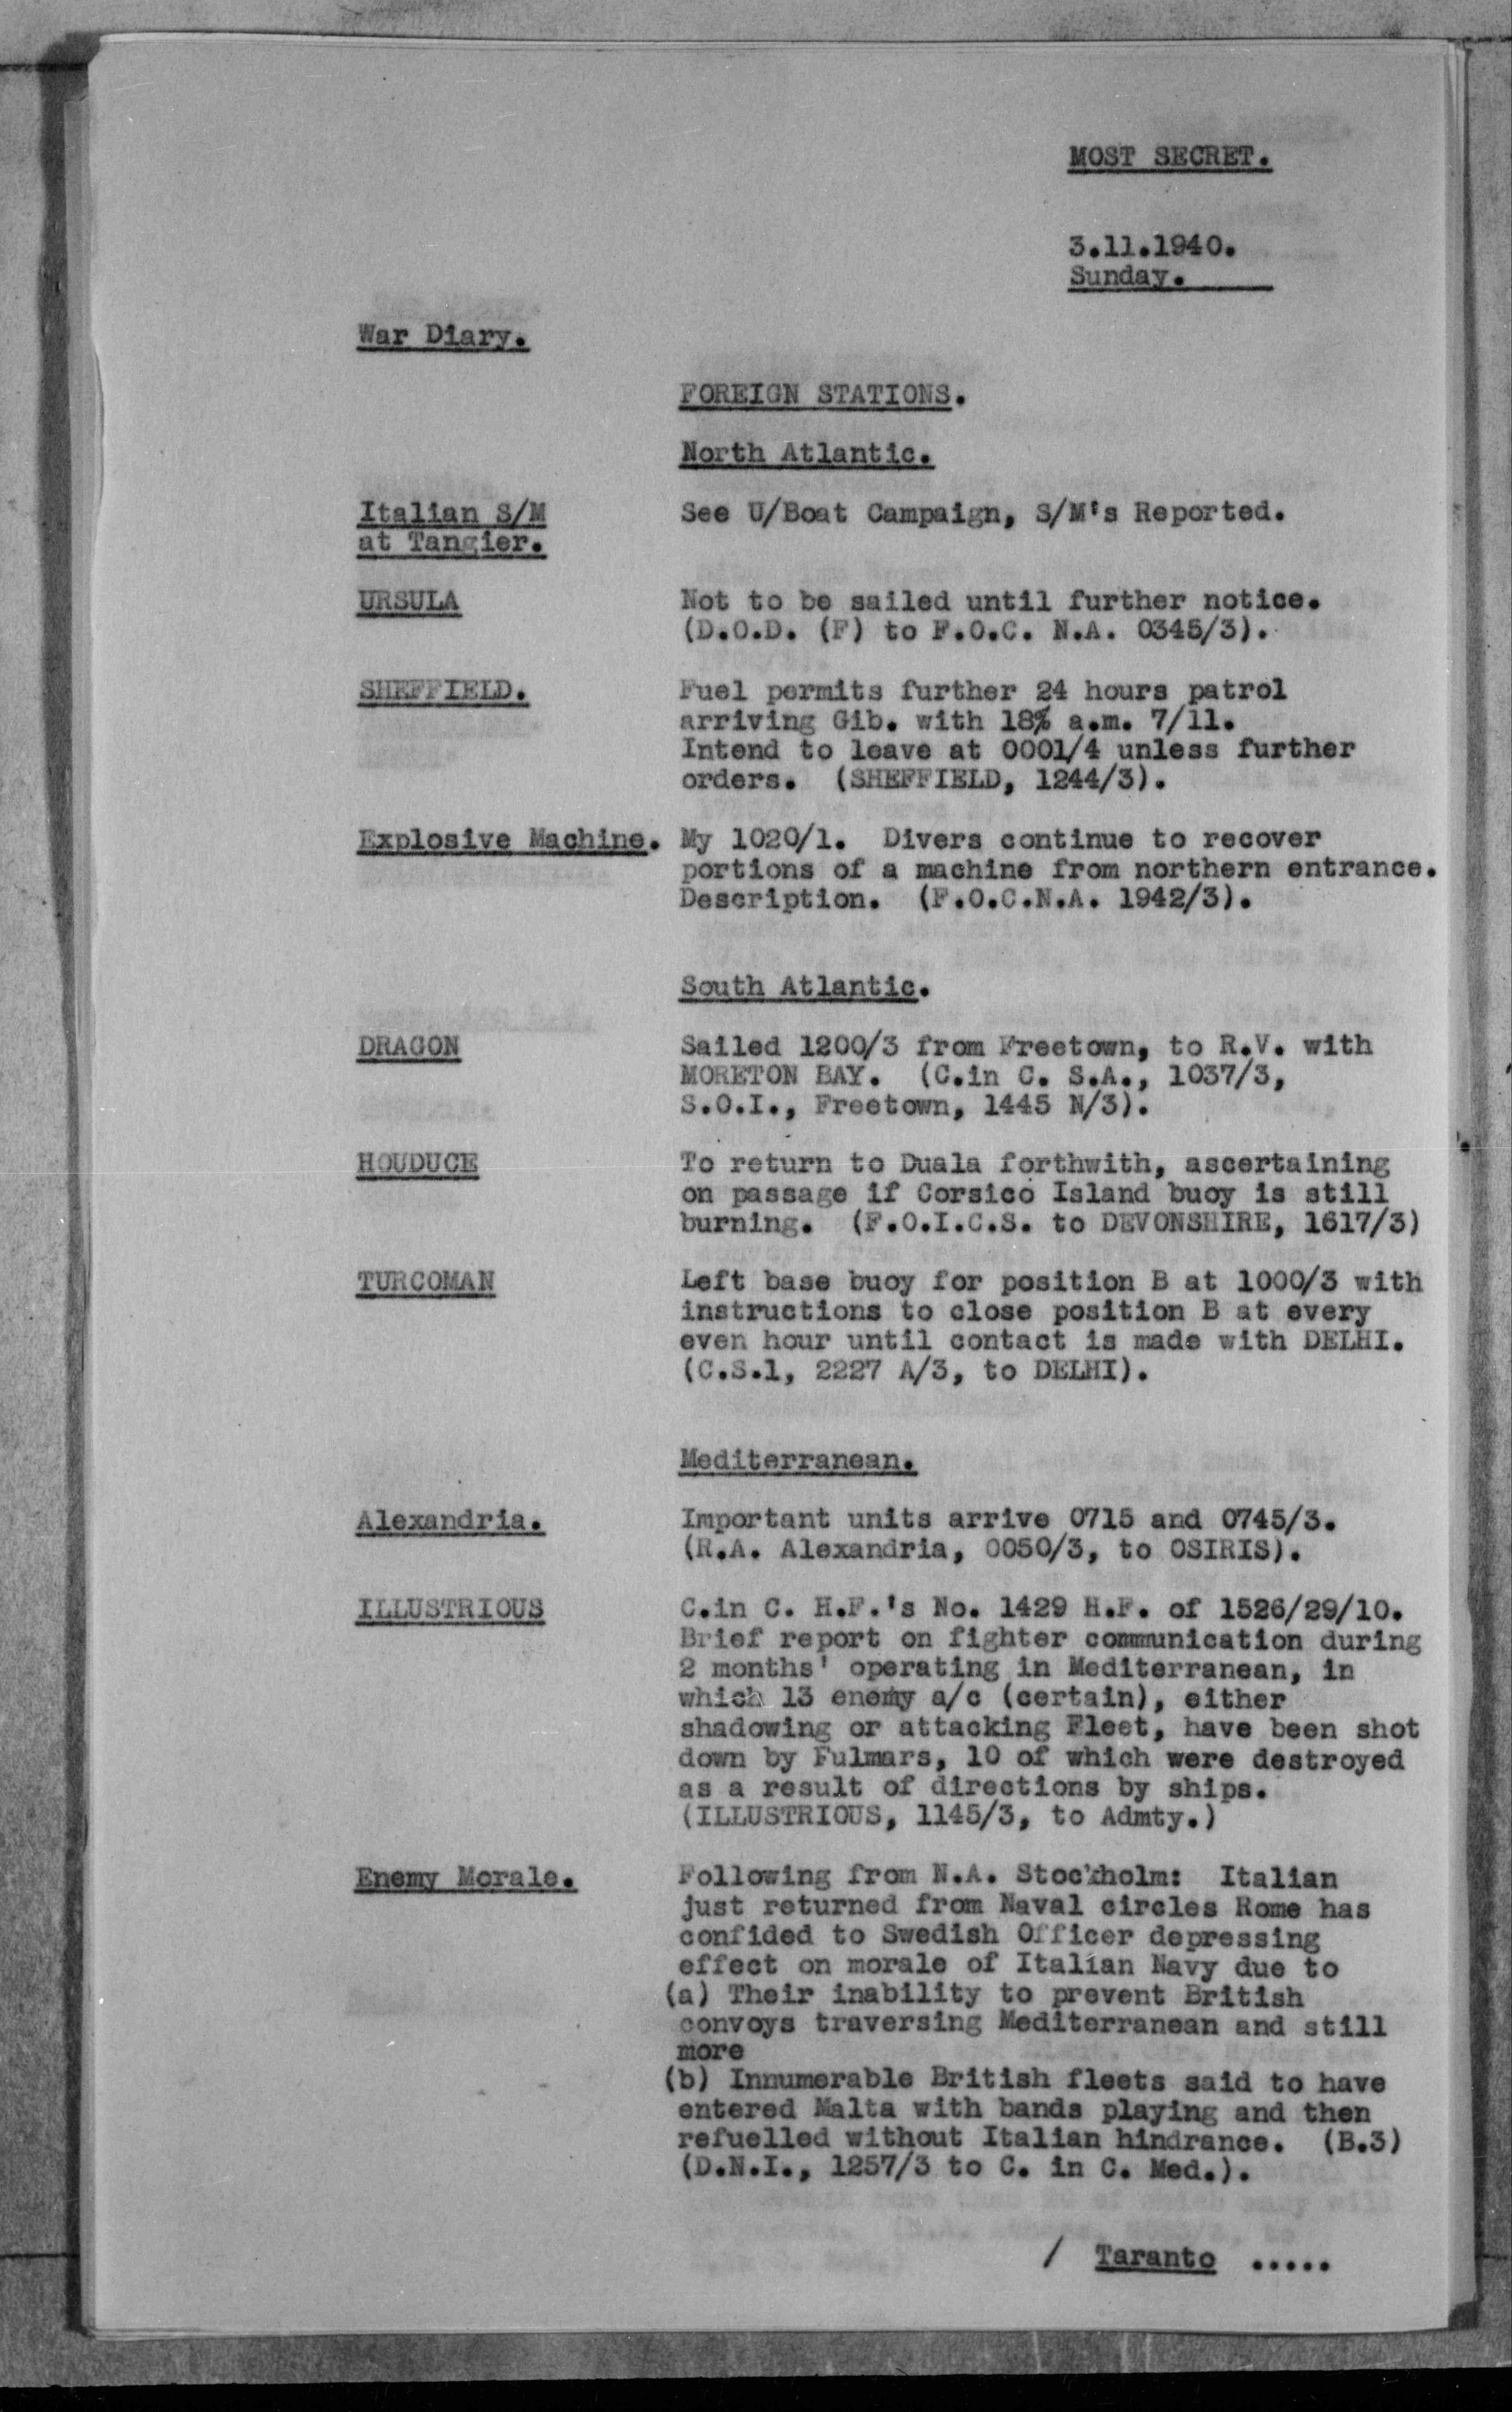 MOST SECRET.
3.11.1940.
Sunday.
War Diary.
FOREIGN STATIONS.
North Atlantic.
Italian S/M
at Tangier.
See U/Boat Campaign, S/M's Reported.
URSULA
Not to be sailed until further notice.
(D.O.D. (F) to F.O.C. N.A. 0345/3).
SHEFFIELD.
Fuel permits further 24 hours patrol
arriving Gib. with 18% a.m. 7/11.
Intend to leave at 0001/4 unless further
orders. (SHEFFIELD, 1244/3).
Explosive Machine.
My 1020/1. Divers continue to recover
portions of a machine from northern entrance.
Description. (F.O.C.N.A. 1942/3).
South Atlantic.
DRAGON
Sailed 1200/3 from Freetown, to R.V. with
MORETON BAY. (C.in C. S.A., 1037/3,
S.O.I., Freetown, 1445 N/3).
HOUDUCE
To return to Duala forthwith, ascertaining
on passage if Corsico Island buoy is still
burning. (F.O.I.C.S. to DEVONSHIRE, 1617/3)
TURCOMAN
Left base buoy for position B at 1000/3 with
instructions to close position B at every
even hour until contact is made with DELHI.
(C.S.1, 2227 A/3, to DELHI).
Mediterranean.
Alexandria.
Important units arrive 0715 and 0745/3.
(R.A. Alexandria, 0050/3, to OSIRIS).
ILLUSTRIOUS
C.in C. H.F.'s No. 1429 H.F. of 1526/29/10.
Brief report on fighter communication during
2 months' operating in Mediterranean, in
which 13 enemy a/c (certain), either
shadowing or attacking Fleet, have been shot
down by Fulmars, 10 of which were destroyed
as a result of directions by ships.
(ILLUSTRIOUS, 1145/3, to Admty.)
Enemy Morale.
Following from N.A. Stockholm: Italian
just returned from Naval circles Rome has
confided to Swedish Officer depressing
effect on morale of Italian Navy due to
(a) Their inability to prevent British
convoys traversing Mediterranean and still
more
(b) Innumerable British fleets said to have
entered Malta with bands playing and then
refuelled without Italian hindrance. (B.3)
(D.N.I., 1257/3 to C. in C. Med.).
/ Taranto .....